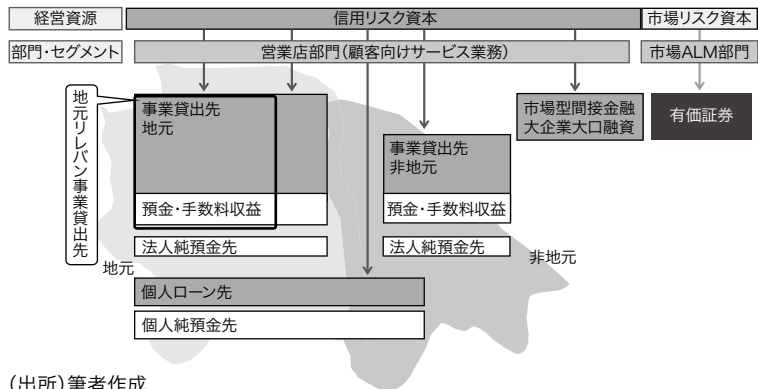 経営資源
信用リスク資本
市場リスク資本
部門・セグメント
営業店部門(顧客向けサービス業務)
市場ALM部門
地元リレバン事業貸出先
事業貸出先
地元
預金・手数料収益
法人純預金先
事業貸出先
非地元
預金・手数料収益
法人純預金先
市場型間接金融
大企業大口融資
有価証券
地元
非地元
個人ローン先
個人純預金先
(出所)筆者作成